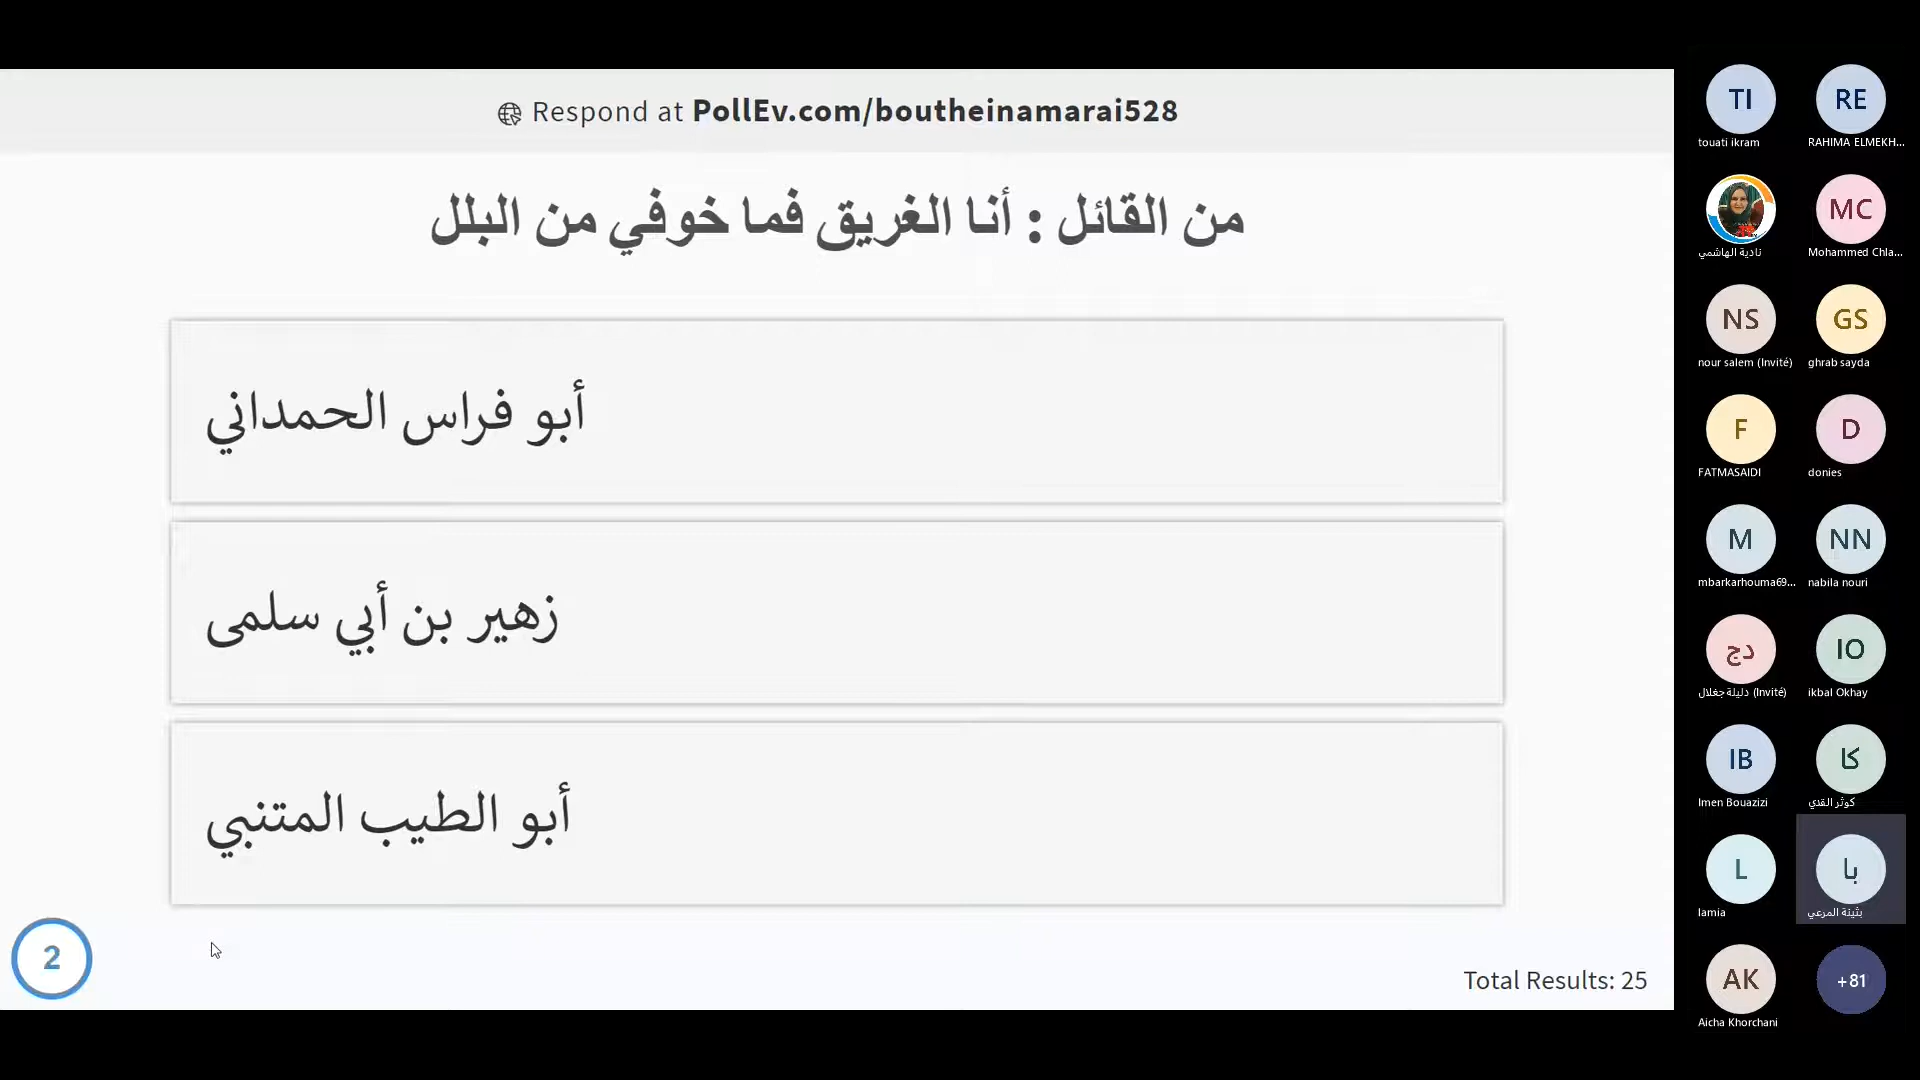 Respond at PollEv.com/boutheinamarai528
من القائل : أنا الغريق فما خوفي من البلل
أبو فراس الحمداني
زهير بن أبي سلمى
أبو الطيب المتنبي
2
Total Results: 25
TI
touati ikram
RE
RAHIMA ELMEKH...
نادية الهاشمي
MC
Mohammed Chla...
NS
nour salem (Invité)
GS
ghrab sayda
F
FATMASAIDI
D
donies
M
mbarkarhouma69...
NN
nabila nouri
دج
دليلة جغلال (Invité)
IO
ikbal Okhay
IB
Imen Bouazizi
كا
كوثر القدي
L
lamia
با
بثينة المرعي
AK
Aicha Khorchani
+81